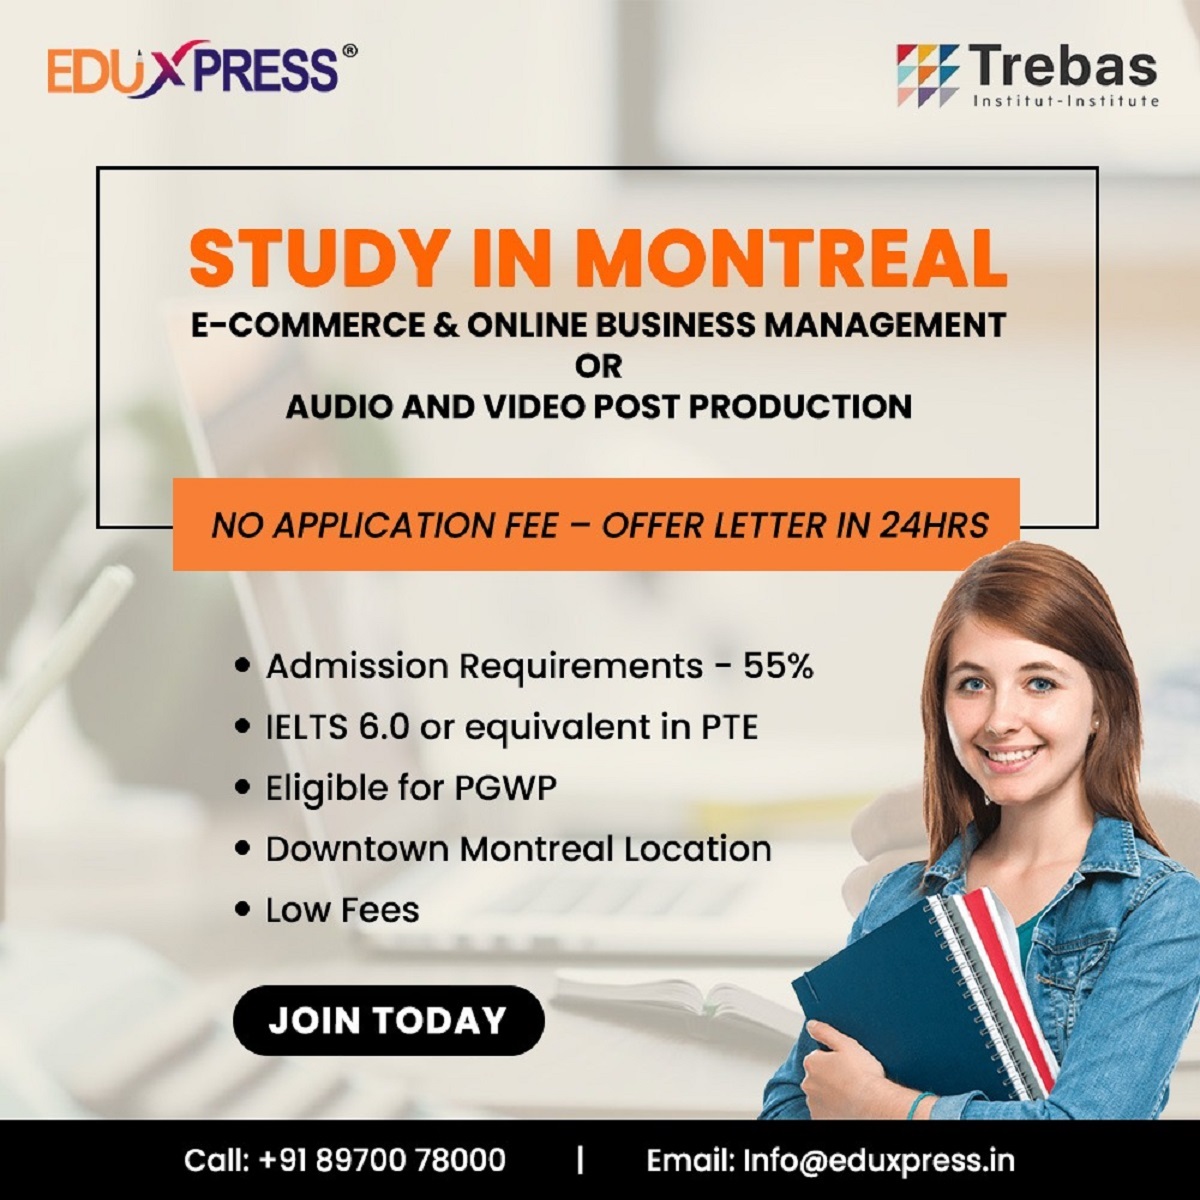 EDUXPRESS®
Trebas
Institut-Institute
STUDY IN MONTREAL
E-COMMERCE & ONLINE BUSINESS MANAGEMENT
OR
AUDIO AND VIDEO POST PRODUCTION
NO APPLICATION FEE – OFFER LETTER IN 24HRS
• Admission Requirements - 55%
• IELTS 6.0 or equivalent in PTE
• Eligible for PGWP
• Downtown Montreal Location
• Low Fees
JOIN TODAY
Call: +91 89700 78000 | Email: Info@eduxpress.in